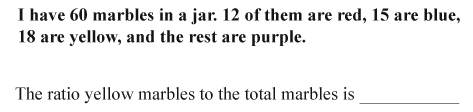 I have 60 marbles in a jar. 12 of them are red, 15 are blue,
18 are yellow, and the rest are purple.
The ratio yellow marbles to the total marbles is ___________